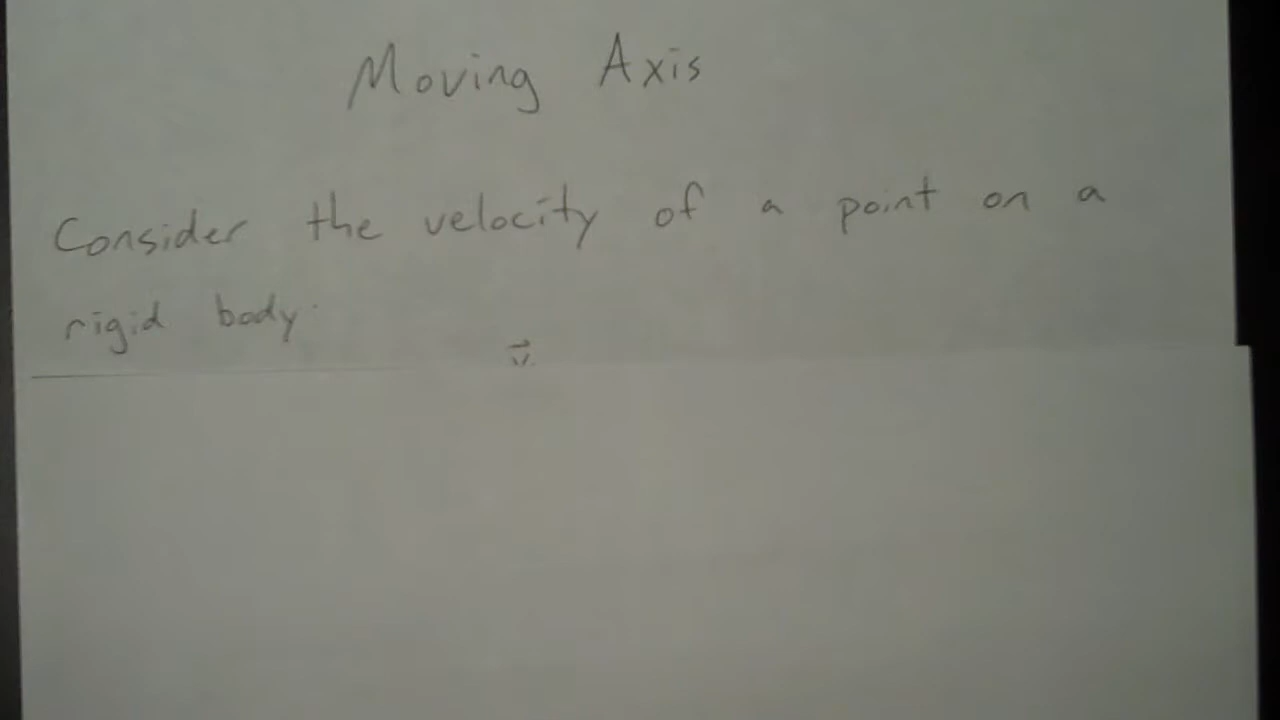 Moving Axis
Consider the velocity of a point on a
rigid body.